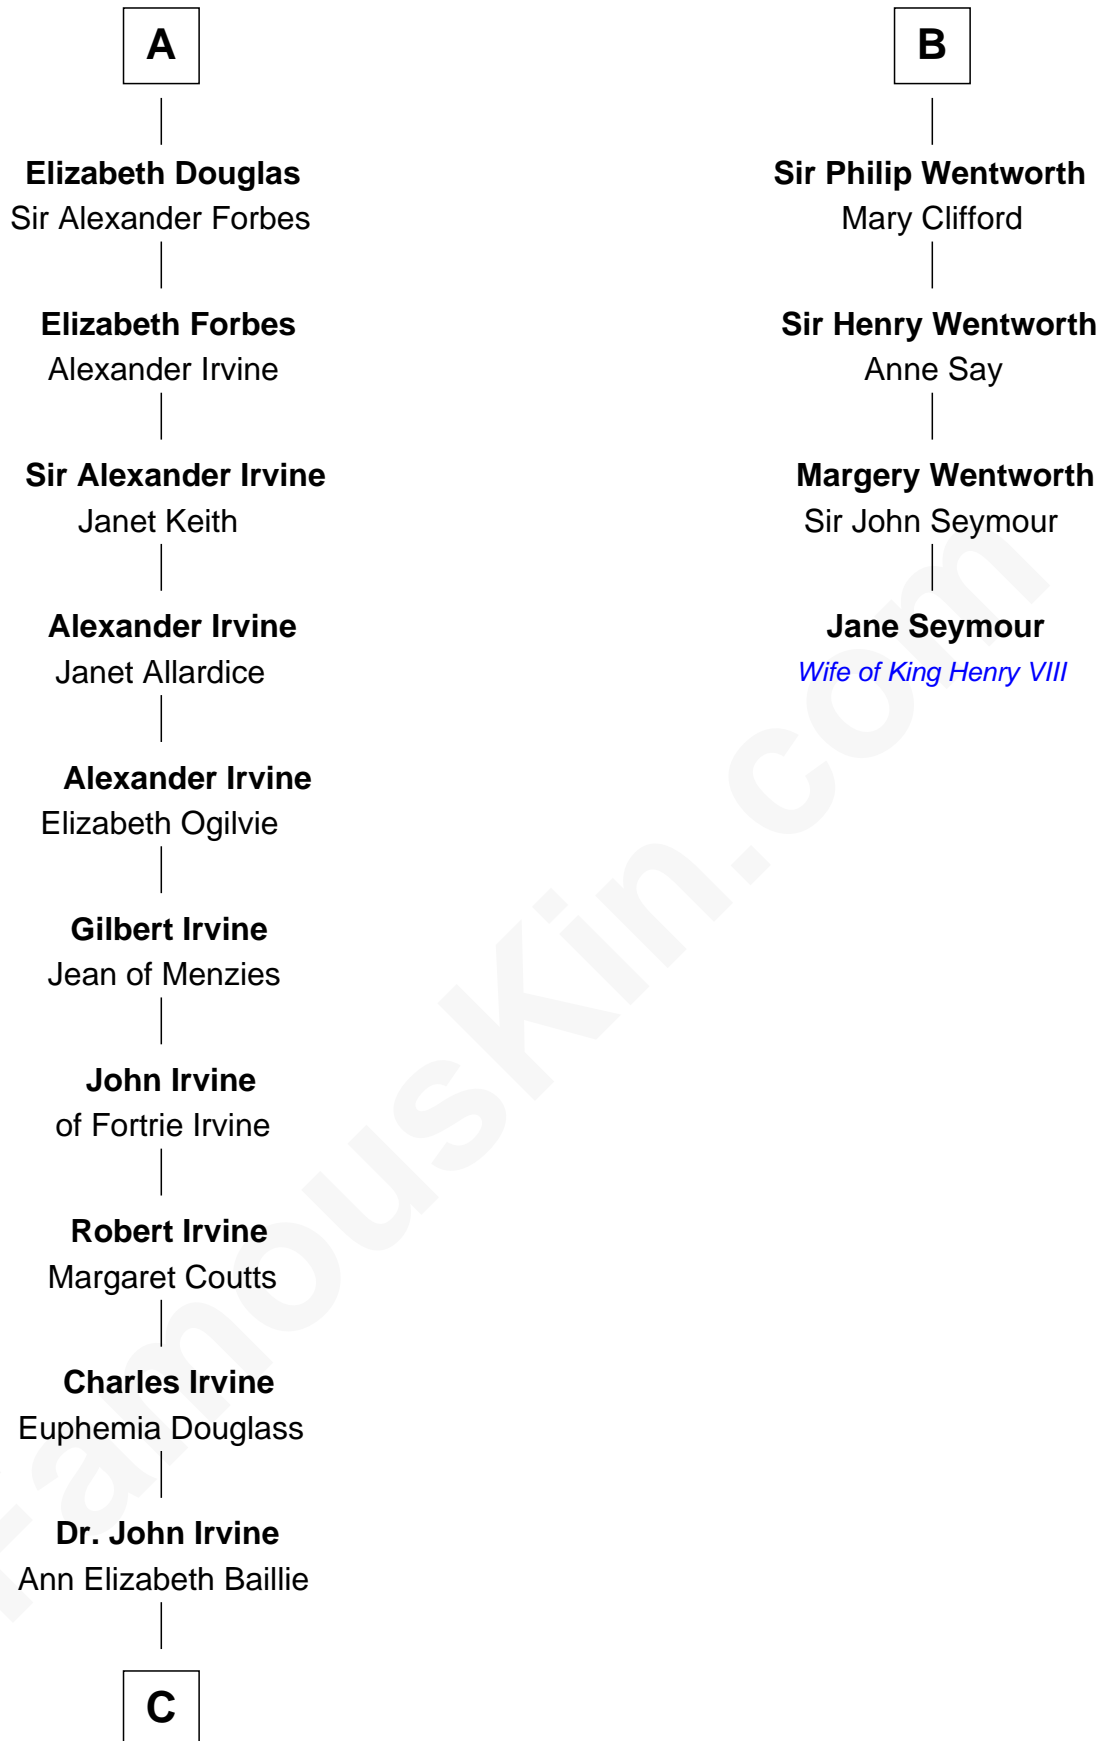 A
Elizabeth Douglas
Sir Alexander Forbes
Elizabeth Forbes
Alexander Irvine
Sir Alexander Irvine
Janet Keith
Alexander Irvine
Janet Allardice
Alexander Irvine
Elizabeth Ogilvie
Gilbert Irvine
Jean of Menzies
John Irvine
of Fortrie Irvine
Robert Irvine
Margaret Coutts
Charles Irvine
Euphemia Douglass
Dr. John Irvine
Ann Elizabeth Baillie
C
B
Sir Philip Wentworth
Mary Clifford
Sir Henry Wentworth
Anne Say
Margery Wentworth
Sir John Seymour
Jane Seymour
Wife of King Henry VIII
FamousKin.com